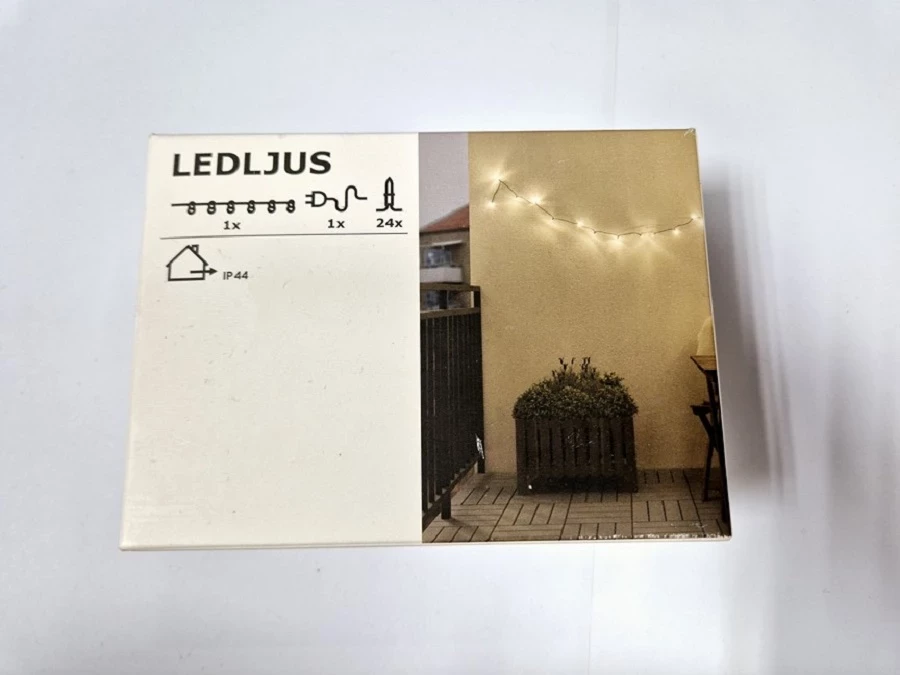 LEDLJUS
1x 1x 24x
IP44